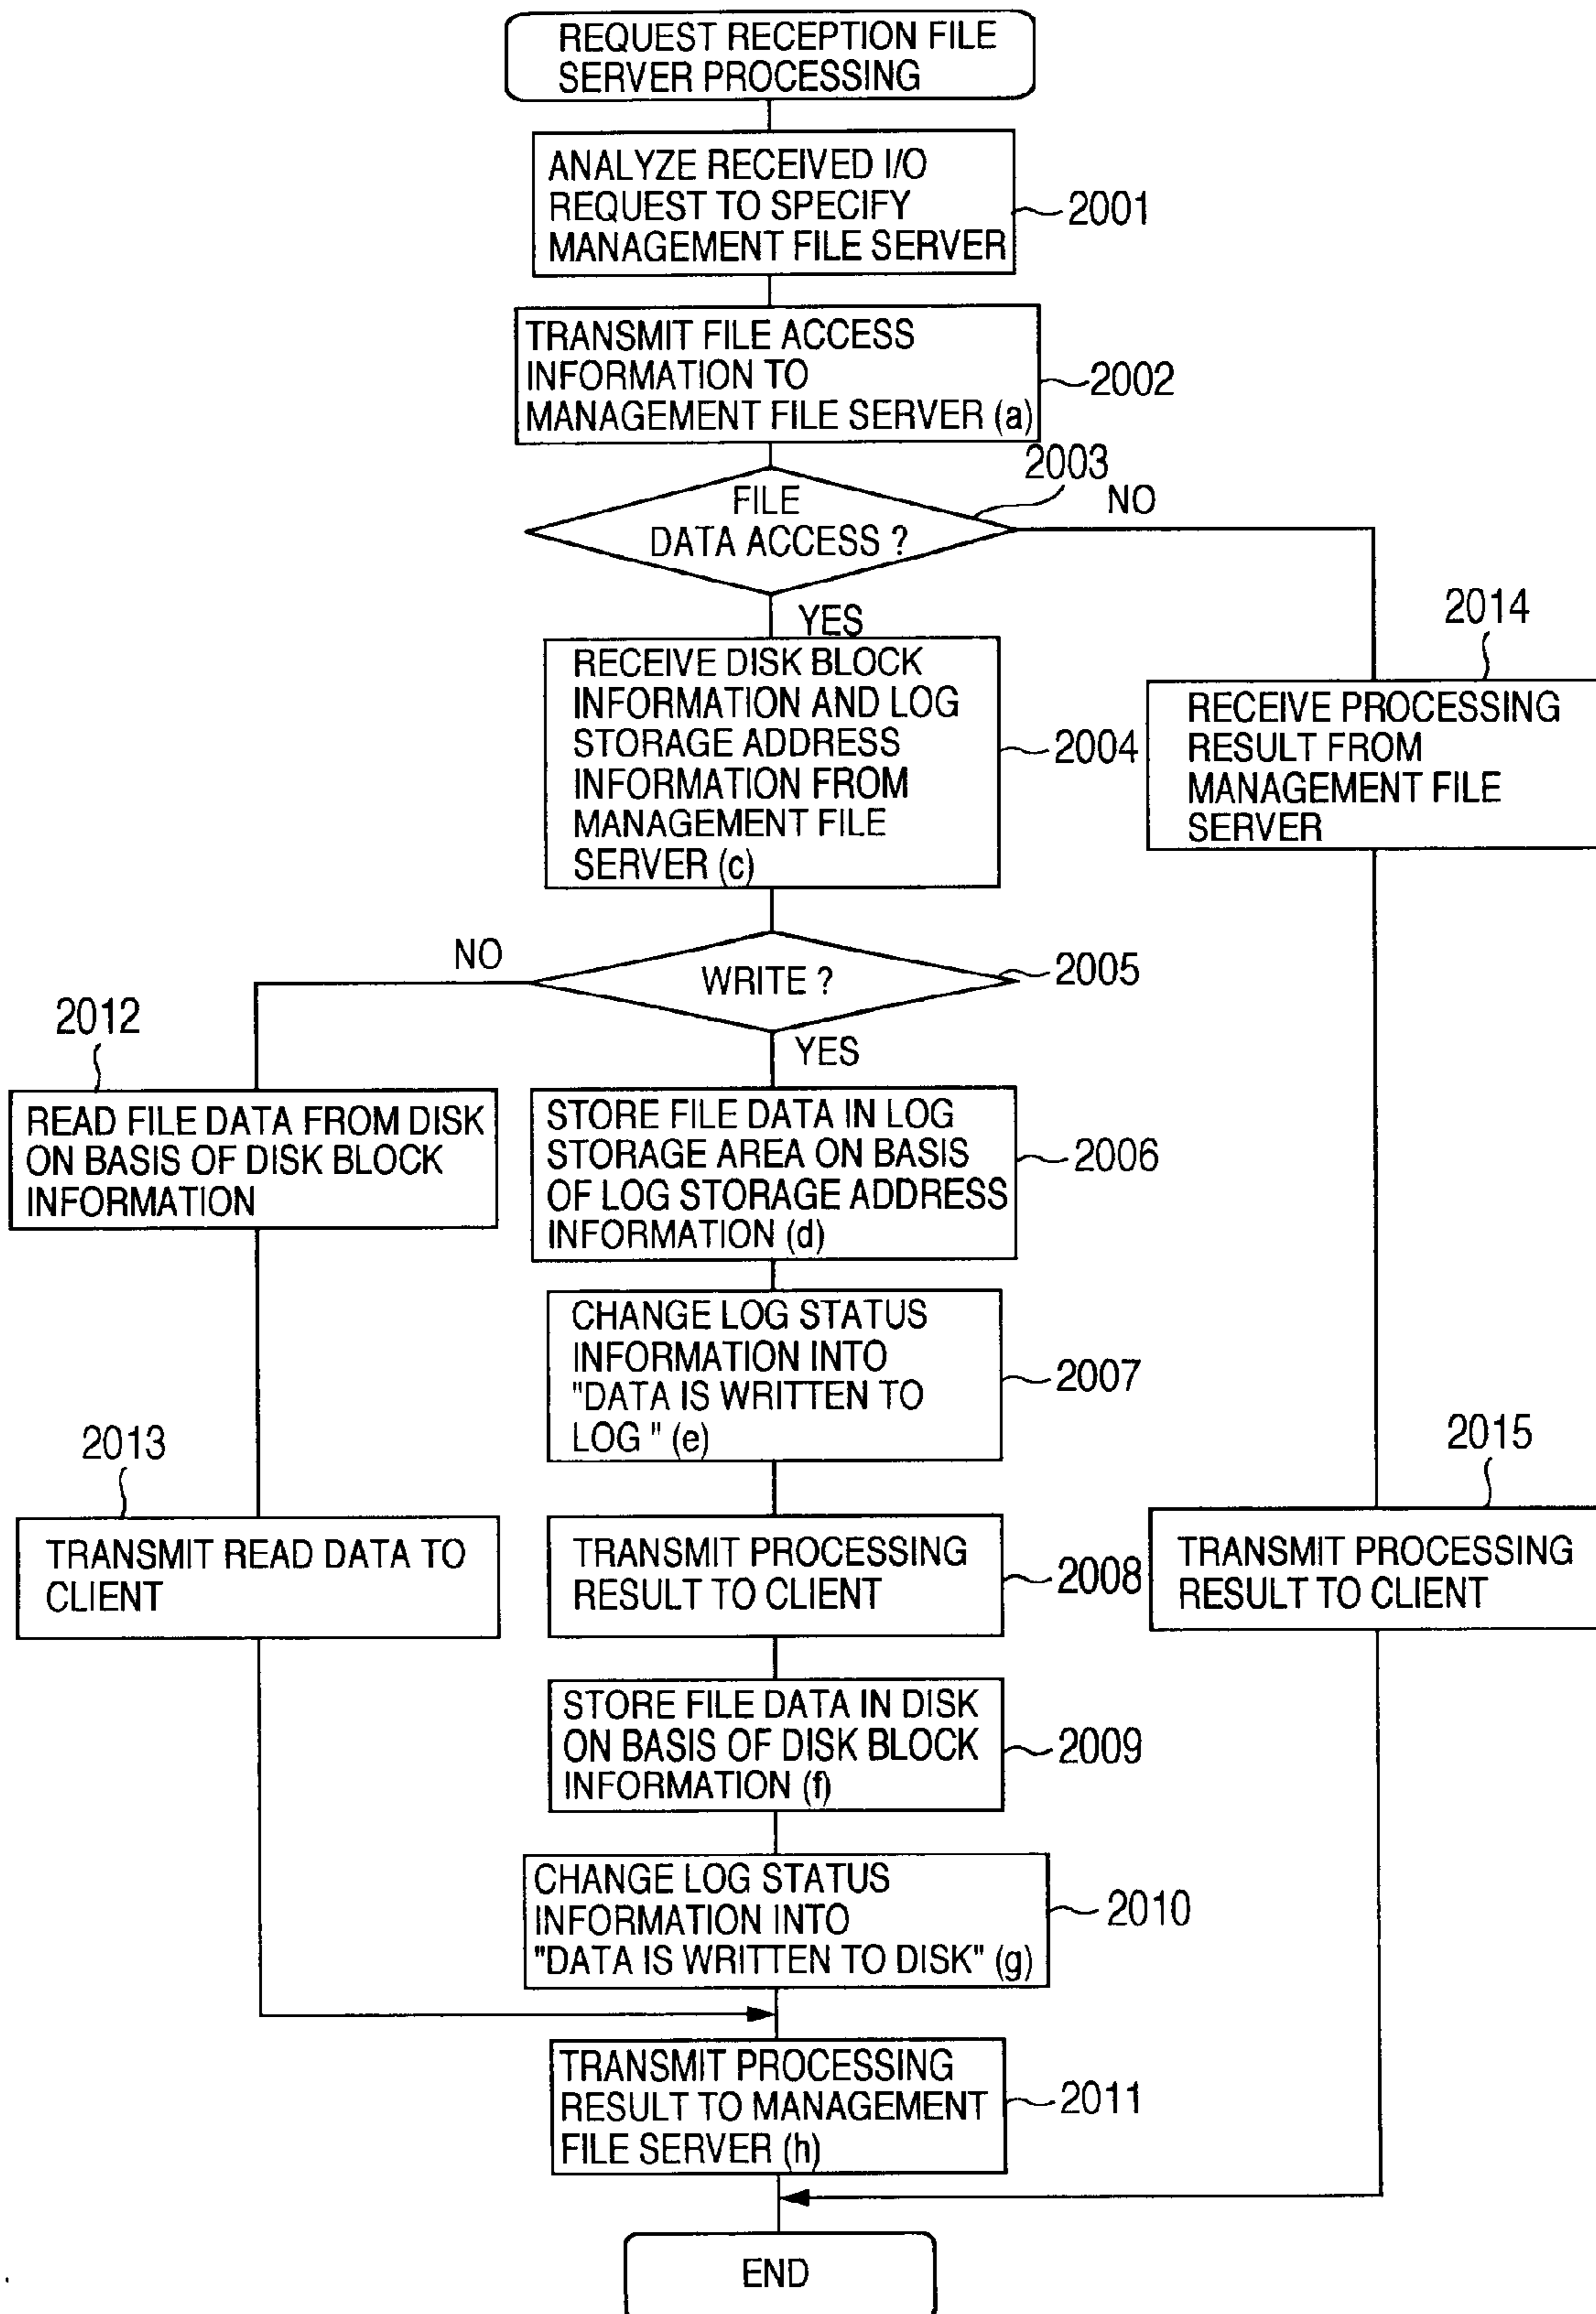 REQUEST RECEPTION FILE
SERVER PROCESSING
ANALYZE RECEIVED I/O
REQUEST TO SPECIFY
MANAGEMENT FILE SERVER
2001
TRANSMIT FILE ACCESS
INFORMATION TO
MANAGEMENT FILE SERVER (a)
2002
2003
FILE
DATA ACCESS ?
NO
YES
RECEIVE DISK BLOCK
INFORMATION AND LOG
STORAGE ADDRESS
INFORMATION FROM
MANAGEMENT FILE
SERVER (c)
2004
2014
RECEIVE PROCESSING
RESULT FROM
MANAGEMENT FILE
SERVER
NO
WRITE ?
2005
YES
2012
READ FILE DATA FROM DISK
ON BASIS OF DISK BLOCK
INFORMATION
STORE FILE DATA IN LOG
STORAGE AREA ON BASIS
OF LOG STORAGE ADDRESS
INFORMATION (d)
2006
CHANGE LOG STATUS
INFORMATION INTO
"DATA IS WRITTEN TO
LOG " (e)
2007
2013
TRANSMIT READ DATA TO
CLIENT
TRANSMIT PROCESSING
RESULT TO CLIENT
2008
2015
TRANSMIT PROCESSING
RESULT TO CLIENT
STORE FILE DATA IN DISK
ON BASIS OF DISK BLOCK
INFORMATION (f)
2009
CHANGE LOG STATUS
INFORMATION INTO
"DATA IS WRITTEN TO DISK" (g)
2010
TRANSMIT PROCESSING
RESULT TO MANAGEMENT
FILE SERVER (h)
2011
END